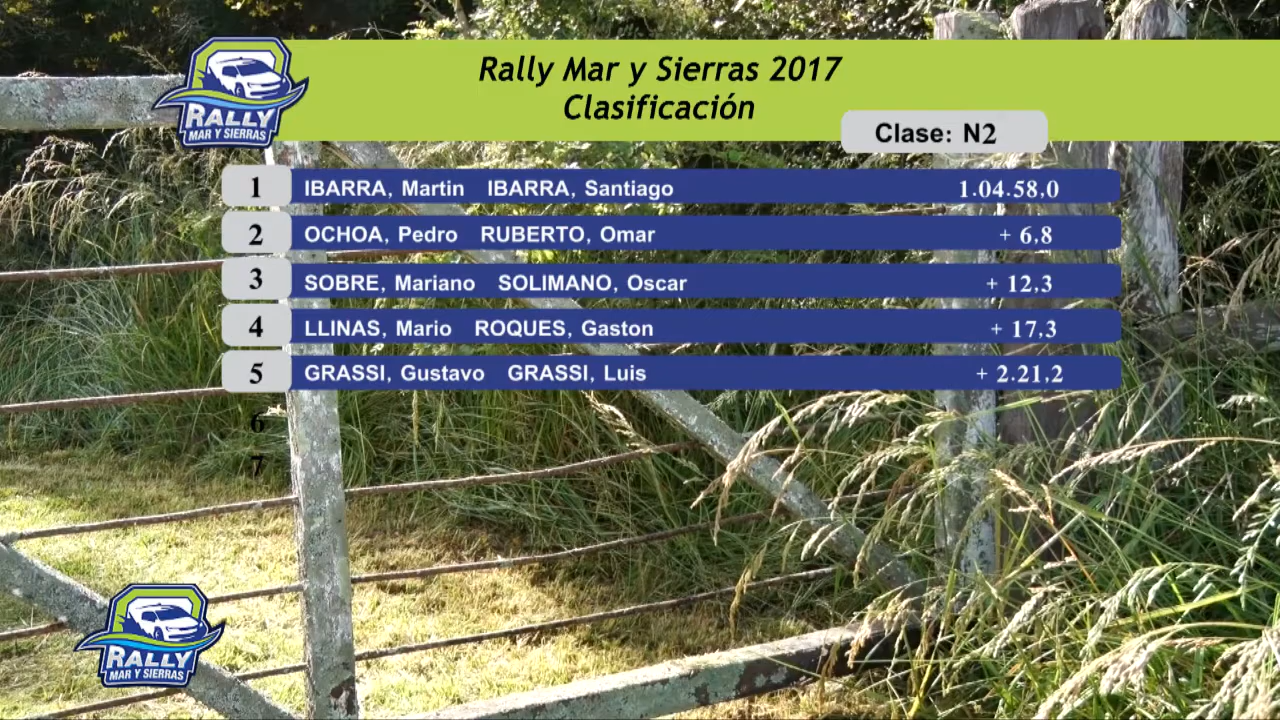 Rally Mar y Sierras 2017
Clasificación
RALLY
MAR Y SIERRAS
Clase: N2
1 IBARRA, Martin IBARRA, Santiago 1.04.58,0
2 OCHOA, Pedro RUBERTO, Omar + 6,8
3 SOBRE, Mariano SOLIMANO, Oscar + 12,3
4 LLINAS, Mario ROQUES, Gaston + 17,3
5 GRASSI, Gustavo GRASSI, Luis + 2.21,2
6
7
RALLY
MAR Y SIERRAS